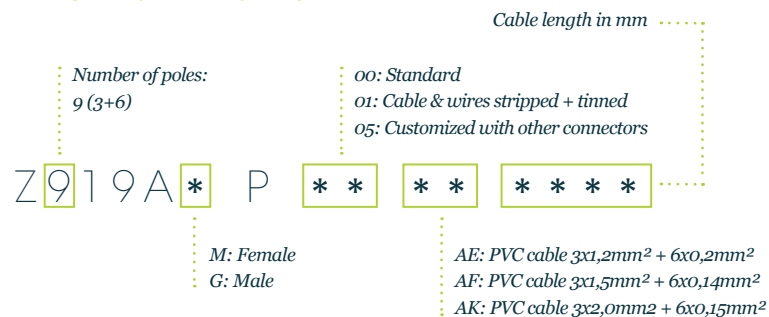 Cable length in mm
Number of poles:
9 (3+6)
00: Standard
01: Cable & wires stripped + tinned
05: Customized with other connectors
Z919A* P ** ** ****
M: Female
G: Male
AE: PVC cable 3x1,2mm² + 6x0,2mm²
AF: PVC cable 3x1,5mm² + 6x0,14mm²
AK: PVC cable 3x2,0mm2 + 6x0,15mm²